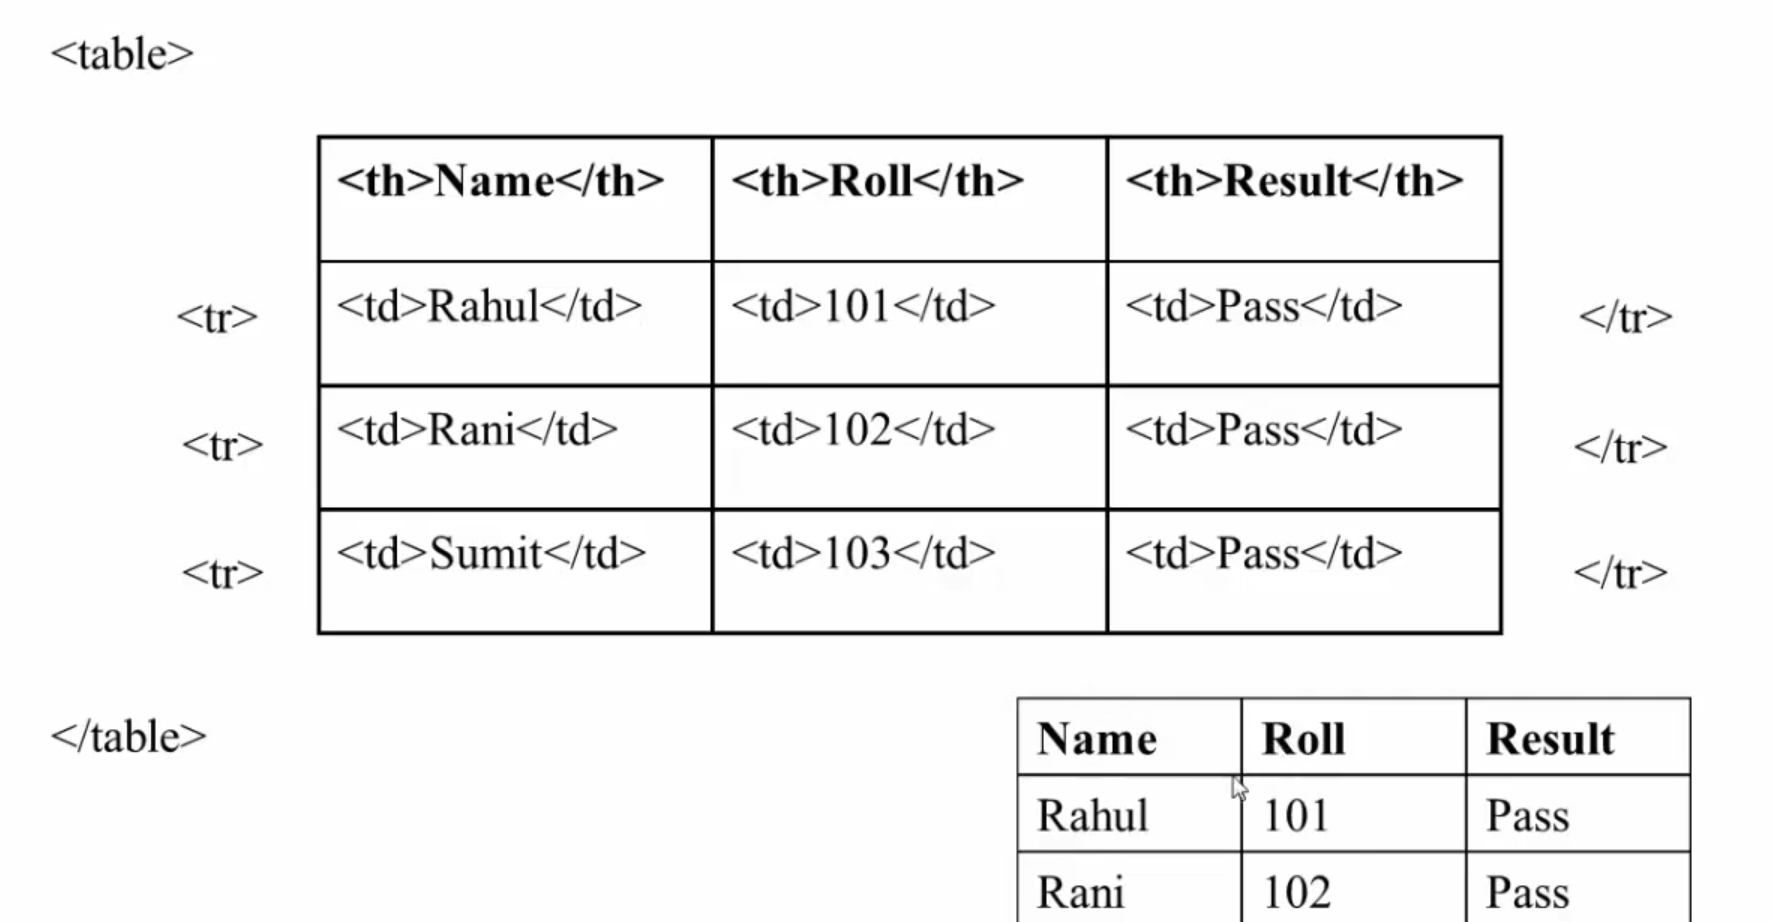 <table>
<th>Name</th> <th>Roll</th> <th>Result</th>
<tr> <td>Rahul</td> <td>101</td> <td>Pass</td> </tr>
<tr> <td>Rani</td> <td>102</td> <td>Pass</td> </tr>
<tr> <td>Sumit</td> <td>103</td> <td>Pass</td> </tr>
</table>
Name Roll Result
Rahul 101 Pass
Rani 102 Pass